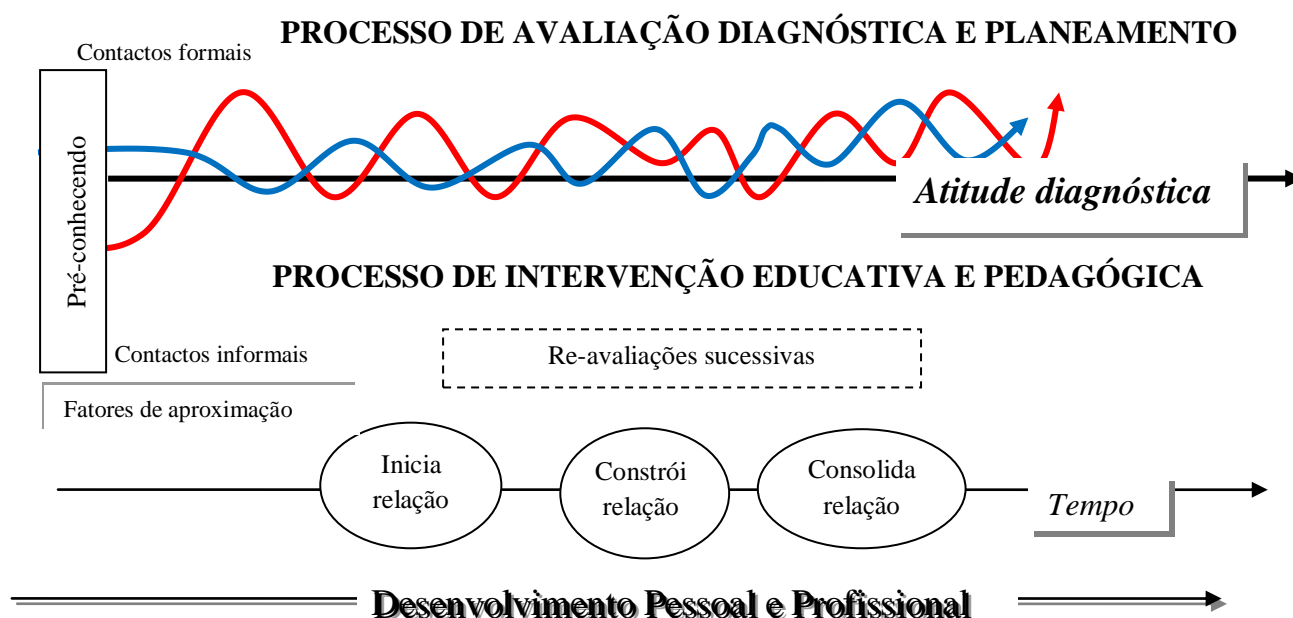 PROCESSO DE AVALIAÇÃO DIAGNÓSTICA E PLANEAMENTO
Contactos formais
Pré-conhecendo
Atitude diagnóstica
PROCESSO DE INTERVENÇÃO EDUCATIVA E PEDAGÓGICA
Contactos informais
Re-avaliações sucessivas
Fatores de aproximação
Inicia
relação
Constrói
relação
Consolida
relação
Tempo
Desenvolvimento Pessoal e Profissional